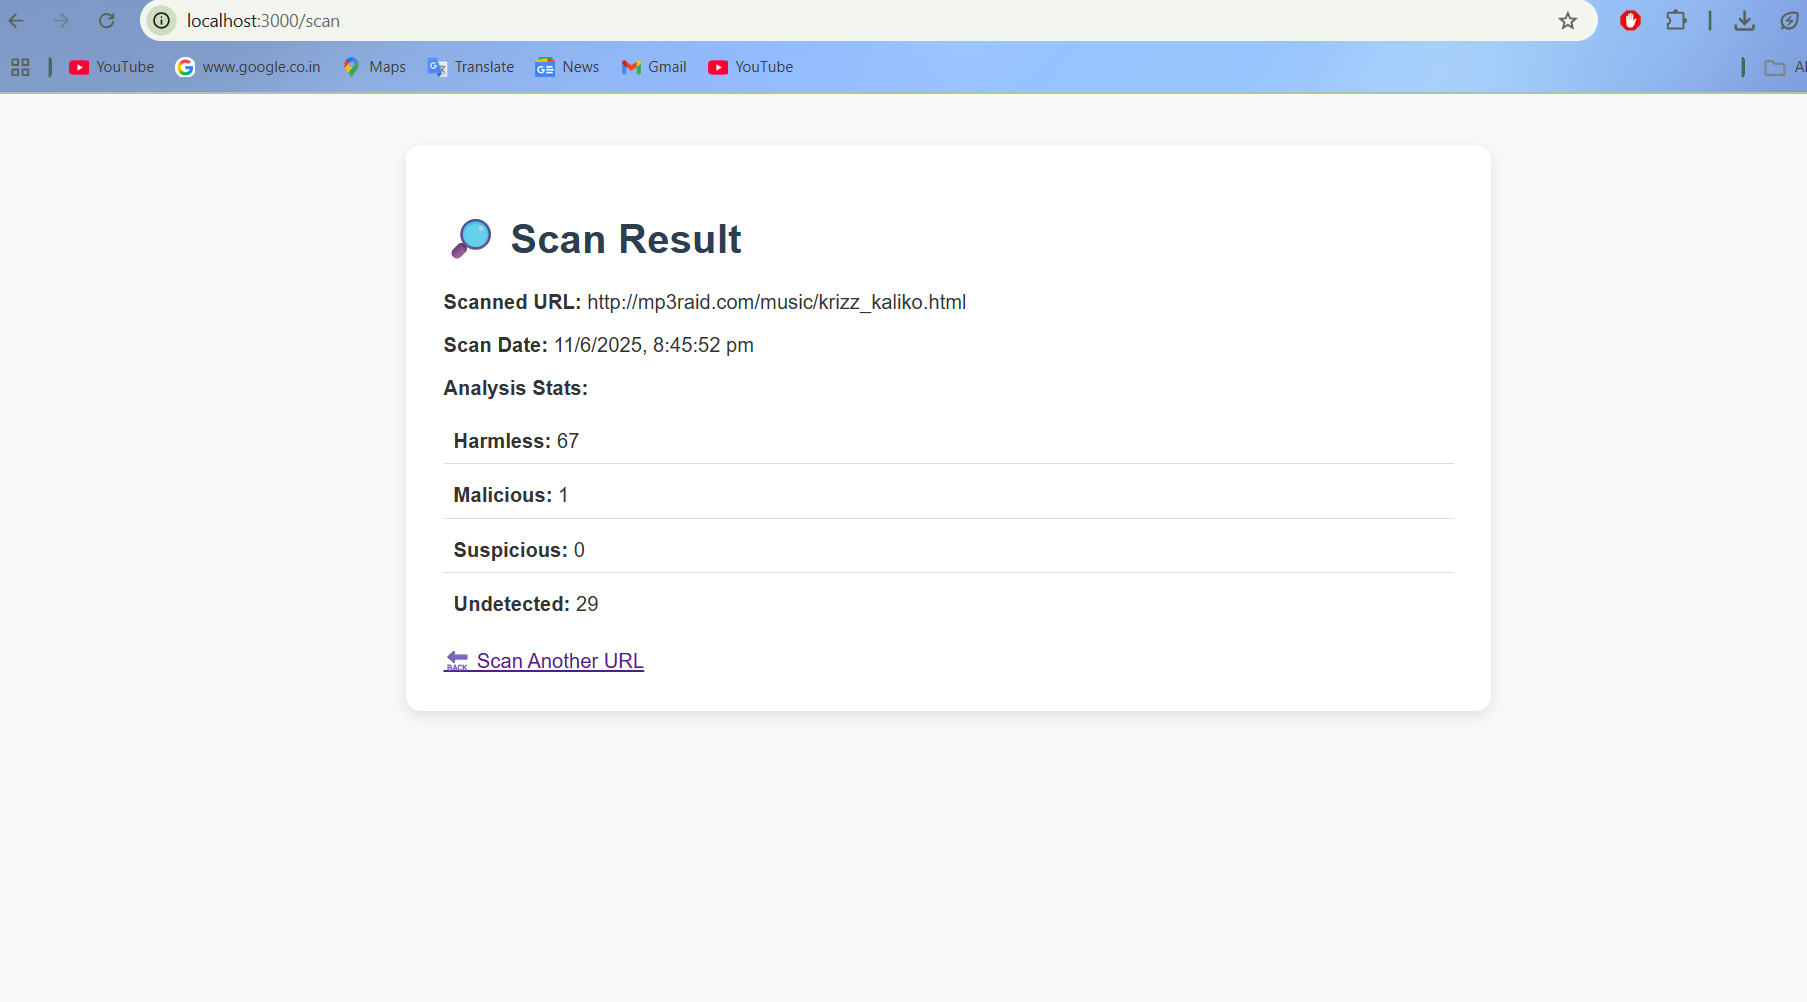 localhost:3000/scan
YouTube www.google.co.in Maps Translate News Gmail YouTube
Scan Result
Scanned URL: http://mp3raid.com/music/krizz_kaliko.html
Scan Date: 11/6/2025, 8:45:52 pm
Analysis Stats:
Harmless: 67
Malicious: 1
Suspicious: 0
Undetected: 29
BACK Scan Another URL